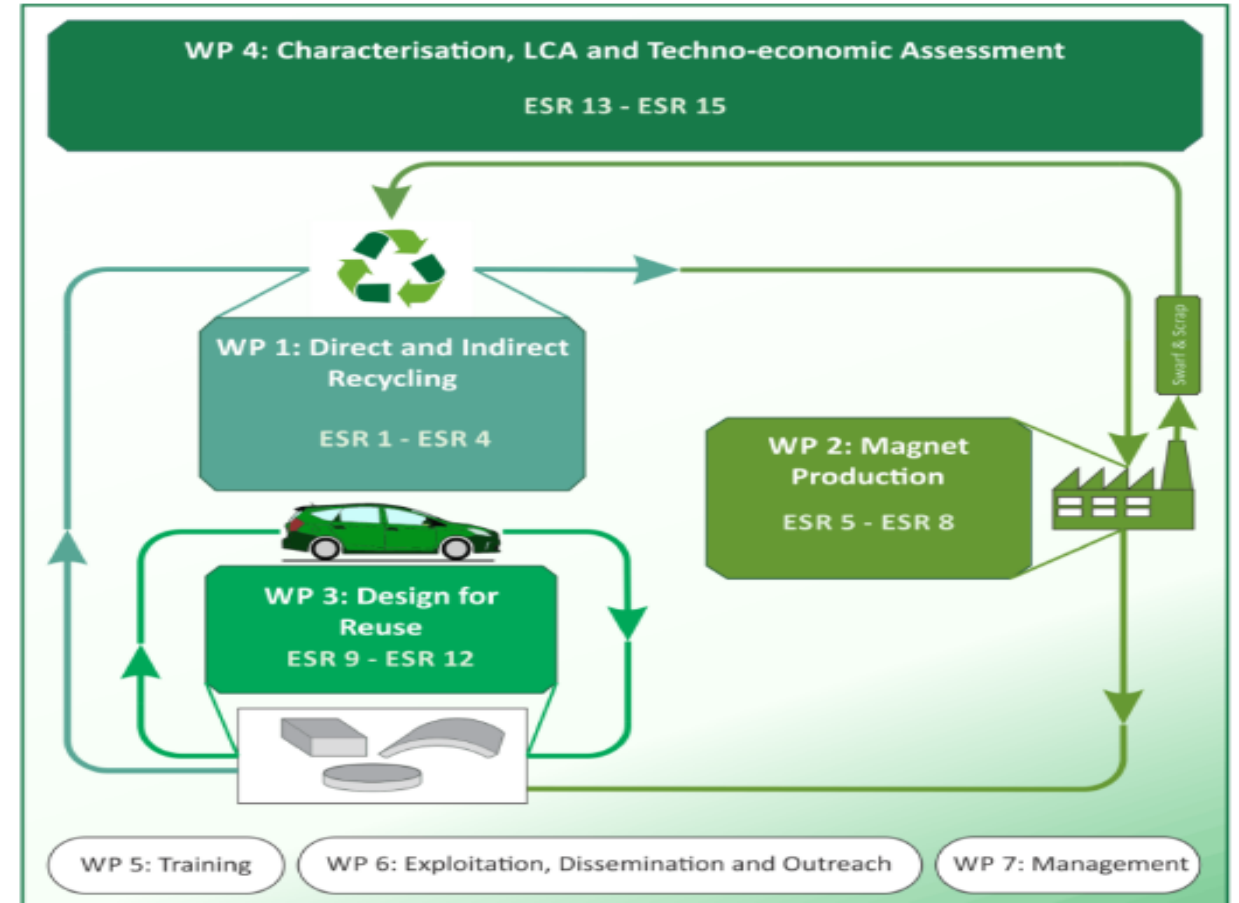 WP 4: Characterisation, LCA and Techno-economic Assessment
ESR 13 - ESR 15
Swarf & Scrap
WP 1: Direct and Indirect
Recycling
ESR 1 - ESR 4
WP 2: Magnet
Production
ESR 5 - ESR 8
WP 3: Design for
Reuse
ESR 9 - ESR 12
WP 5: Training
WP 6: Exploitation, Dissemination and Outreach
WP 7: Management